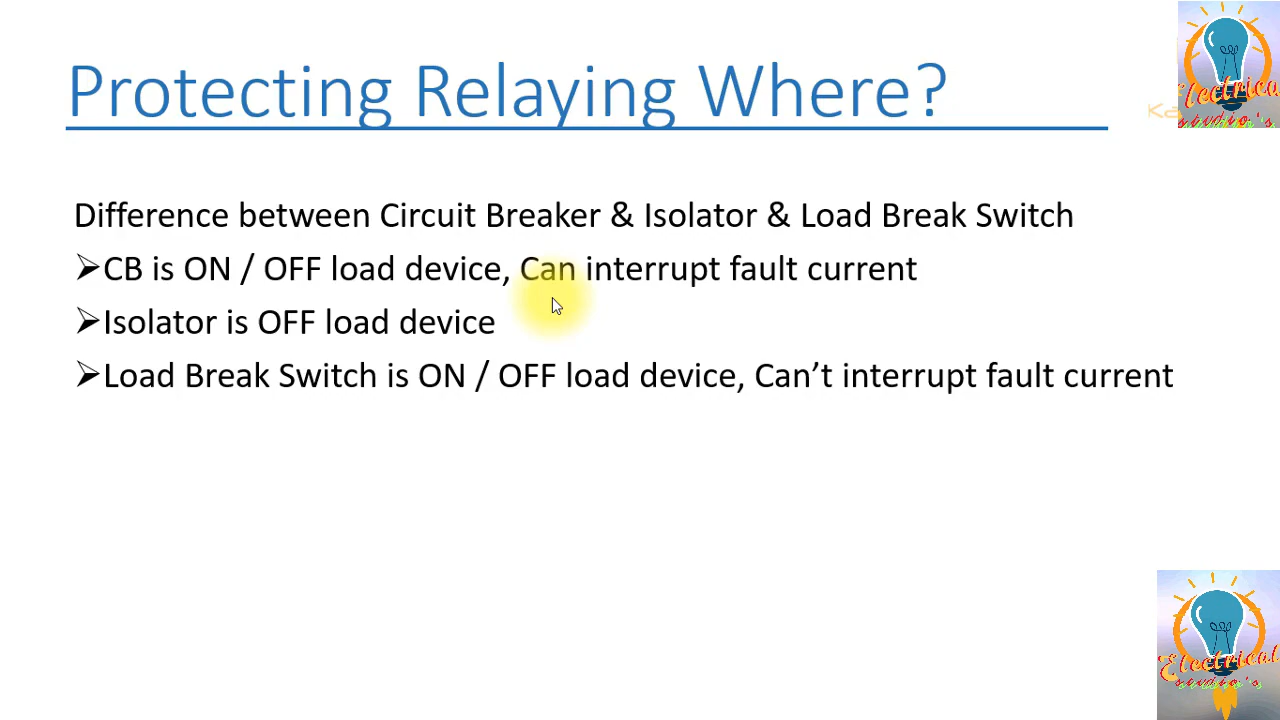 Protecting Relaying Where?
Difference between Circuit Breaker & Isolator & Load Break Switch
➢CB is ON / OFF load device, Can interrupt fault current
➢Isolator is OFF load device
➢Load Break Switch is ON / OFF load device, Can’t interrupt fault current
Electrical